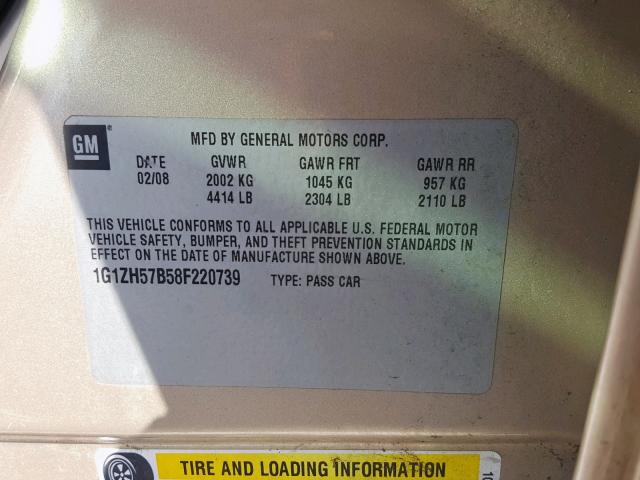 GM
MFD BY GENERAL MOTORS CORP.
DATE GVWR GAWR FRT GAWR RR
02/08 2002 KG 1045 KG 957 KG
4414 LB 2304 LB 2110 LB
THIS VEHICLE CONFORMS TO ALL APPLICABLE U.S. FEDERAL MOTOR
VEHICLE SAFETY, BUMPER, AND THEFT PREVENTION STANDARDS IN
EFFECT ON THE DATE OF MANUFACTURE SHOWN ABOVE.
1G1ZH57B58F220739 TYPE: PASS CAR
TIRE AND LOADING INFORMATION